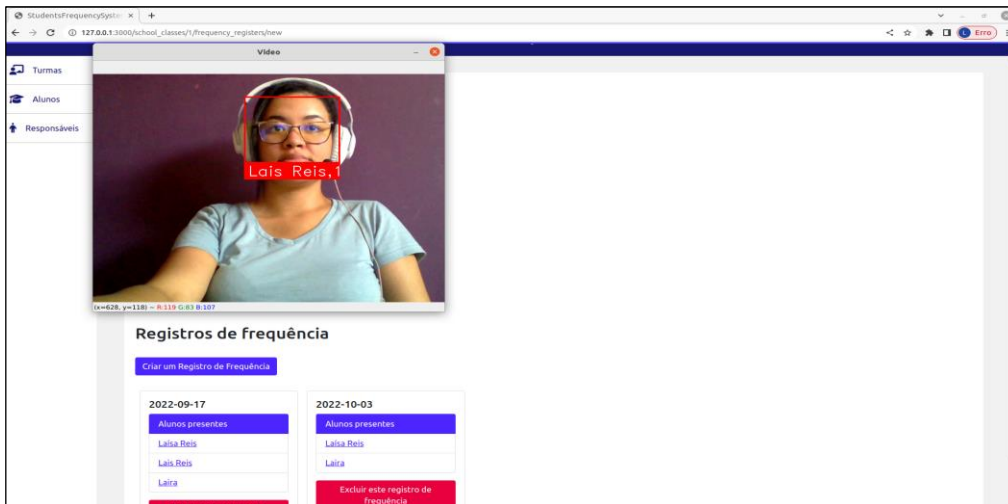 StudentsFrequencySyste
127.0.0.1:3000/school_classes/1/frequency_registers/new
Erro
Video
Turmas
Alunos
Responsáveis
Lais Reis,1
(x=628, y=118) ~ R:119 G:83 B:107
Registros de frequência
Criar um Registro de Frequência
2022-09-17
2022-10-03
Alunos presentes
Alunos presentes
Laísa Reis
Laísa Reis
Lais Reis
Laira
Laira
Excluir este registro de
frequência